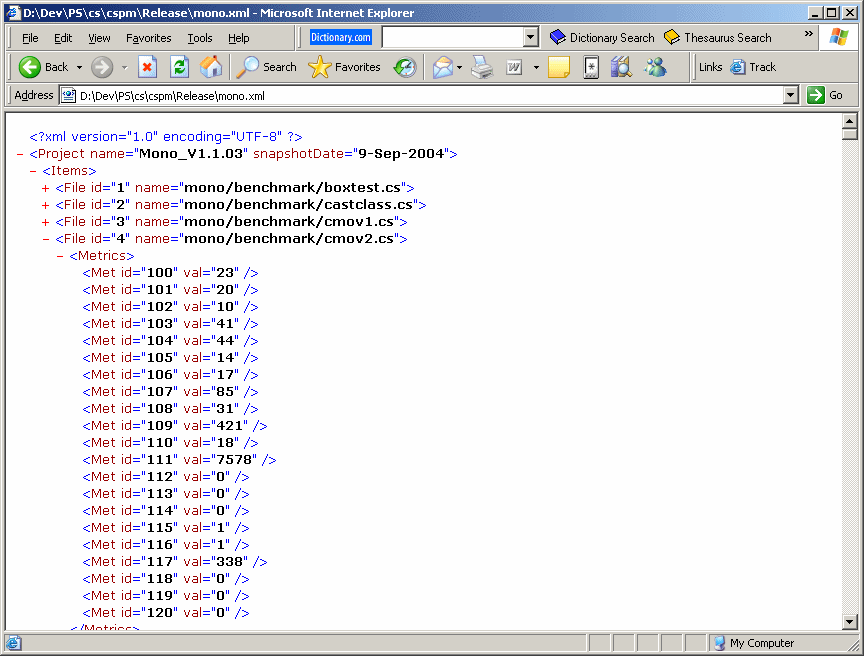 D:\Dev\PS\cs\cspm\Release\mono.xml - Microsoft Internet Explorer
File Edit View Favorites Tools Help Dictionary.com Dictionary Search Thesaurus Search »
Back Search Favorites W Links Track
Address D:\Dev\PS\cs\cspm\Release\mono.xml Go
<?xml version="1.0" encoding="UTF-8" ?>
- <Project name="Mono_V1.1.03" snapshotDate="9-Sep-2004">
- <Items>
+ <File id="1" name="mono/benchmark/boxtest.cs">
+ <File id="2" name="mono/benchmark/castclass.cs">
+ <File id="3" name="mono/benchmark/cmov1.cs">
- <File id="4" name="mono/benchmark/cmov2.cs">
- <Metrics>
<Met id="100" val="23" />
<Met id="101" val="20" />
<Met id="102" val="10" />
<Met id="103" val="41" />
<Met id="104" val="44" />
<Met id="105" val="14" />
<Met id="106" val="17" />
<Met id="107" val="85" />
<Met id="108" val="31" />
<Met id="109" val="421" />
<Met id="110" val="18" />
<Met id="111" val="7578" />
<Met id="112" val="0" />
<Met id="113" val="0" />
<Met id="114" val="0" />
<Met id="115" val="1" />
<Met id="116" val="1" />
<Met id="117" val="338" />
<Met id="118" val="0" />
<Met id="119" val="0" />
<Met id="120" val="0" />
</Metrics>
My Computer